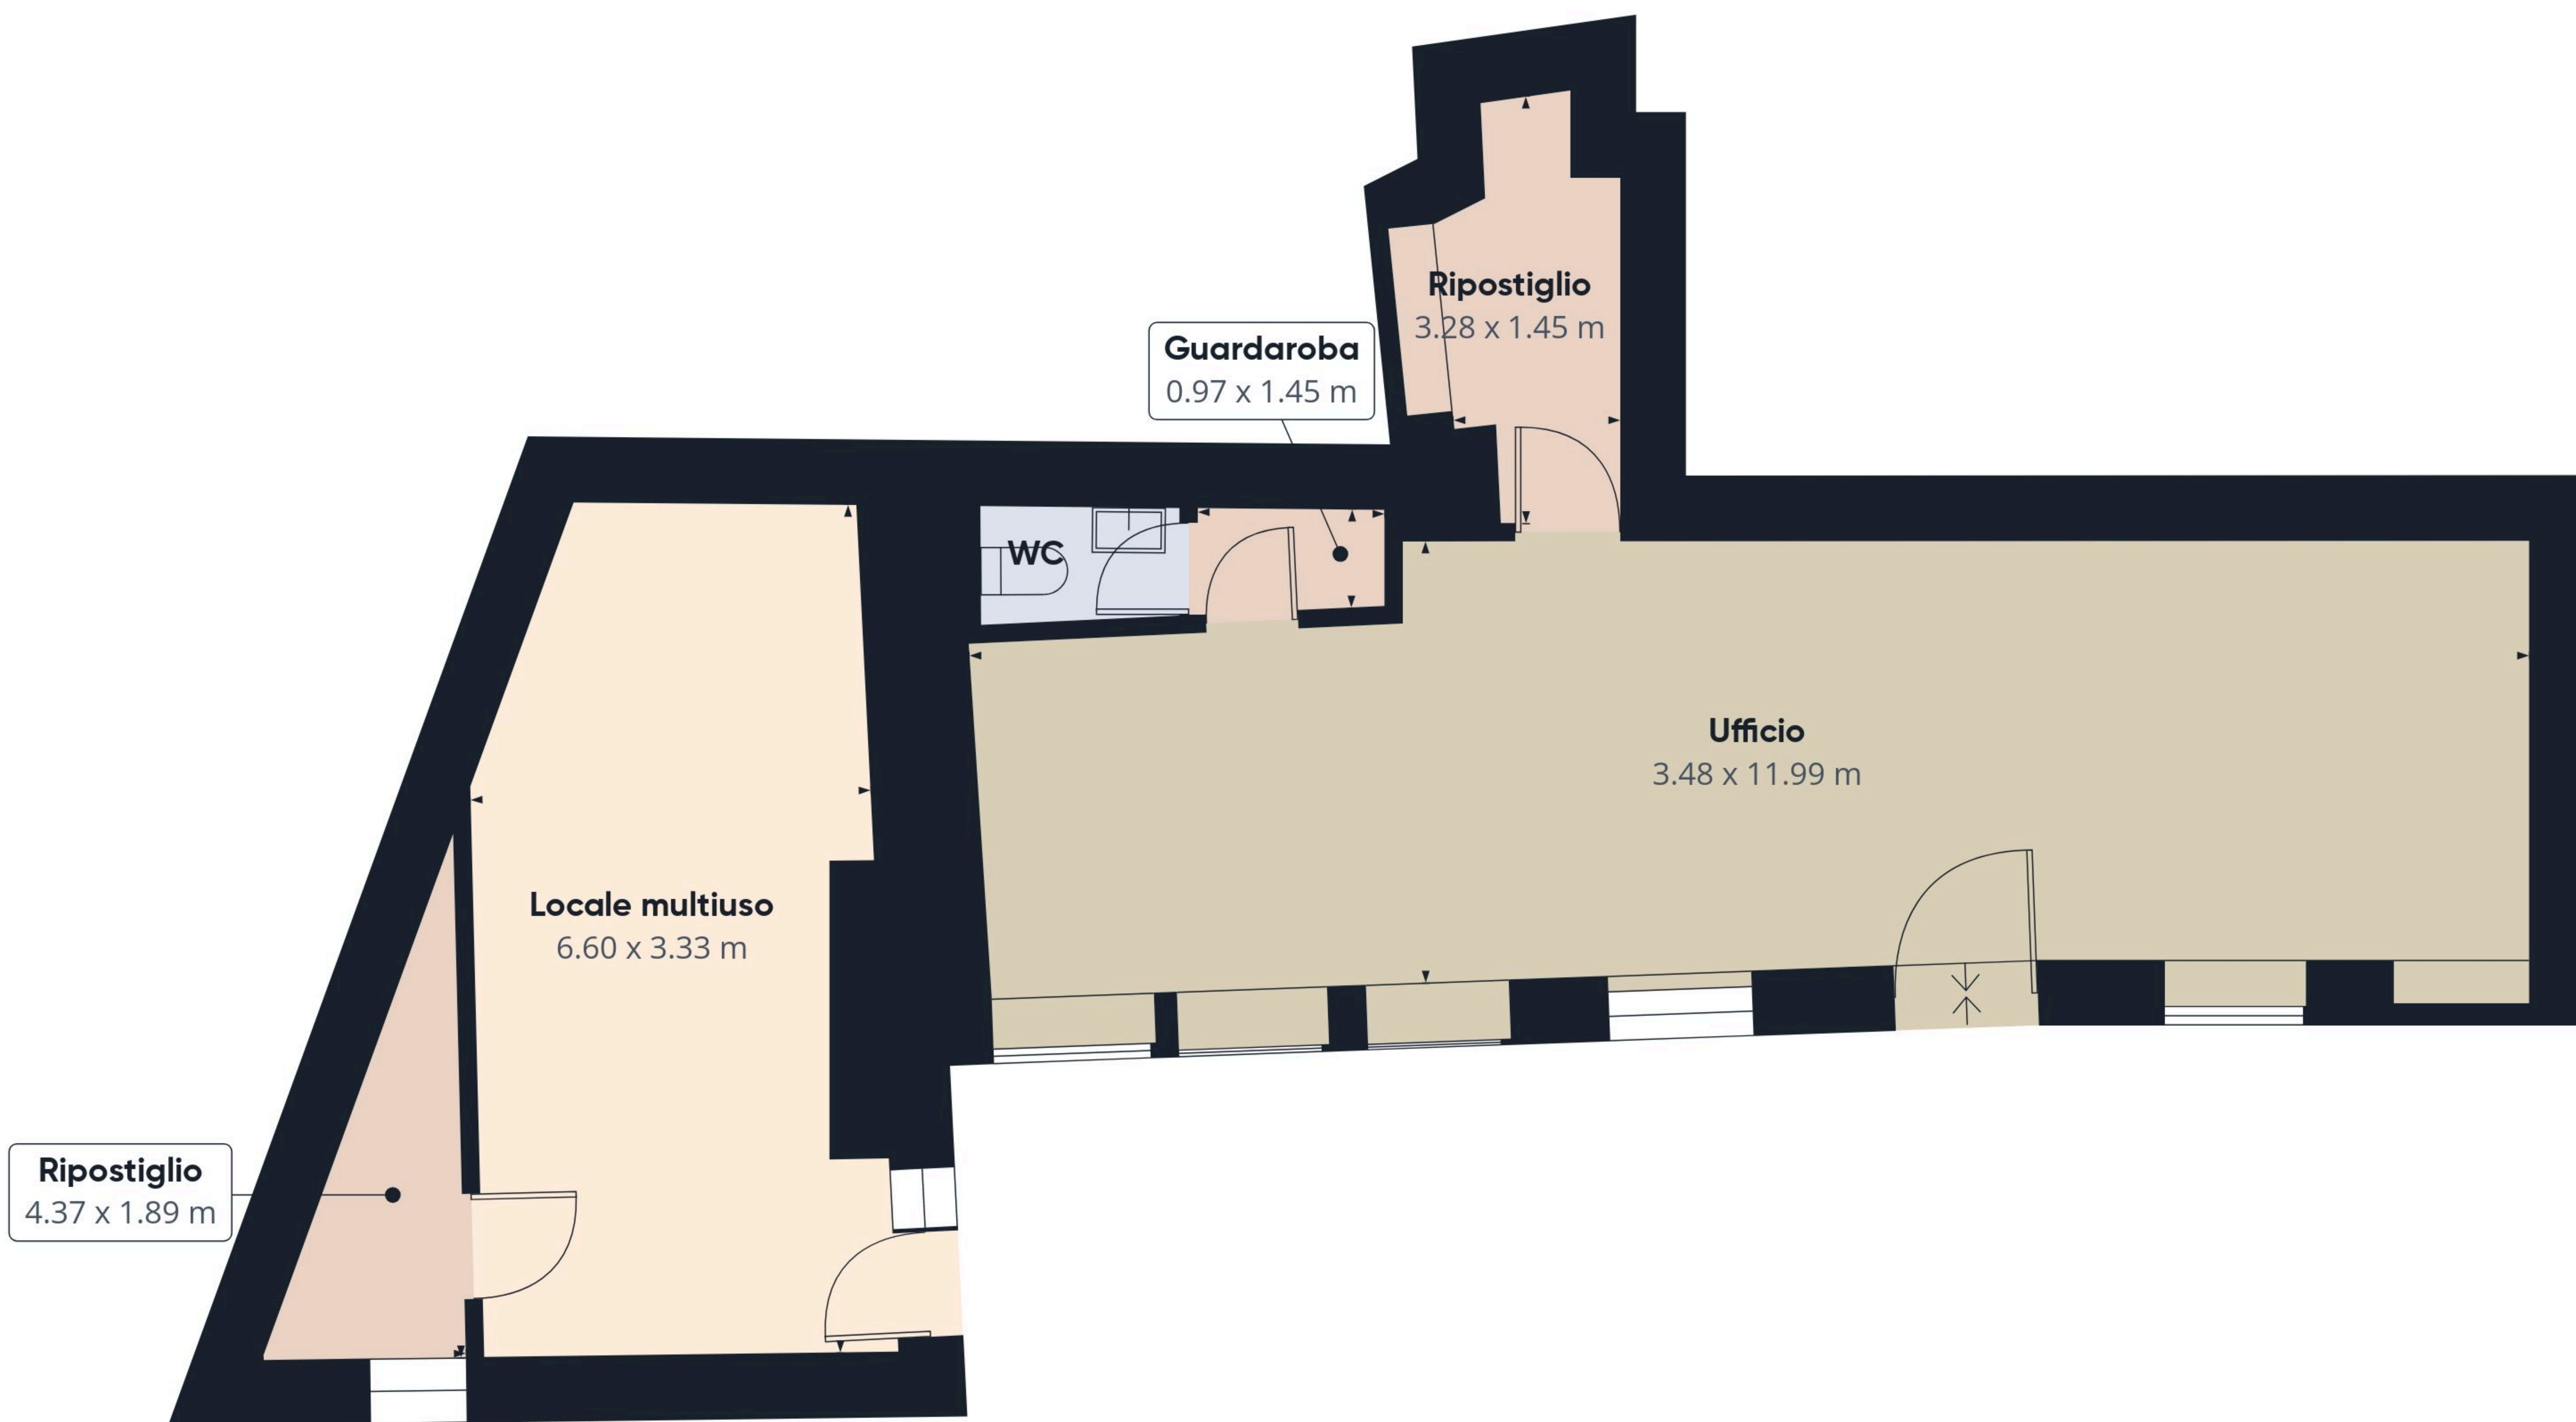 Ripostiglio
3.28 x 1.45 m
Guardaroba
0.97 x 1.45 m
WC
Ufficio
3.48 x 11.99 m
Locale multiuso
6.60 x 3.33 m
Ripostiglio
4.37 x 1.89 m